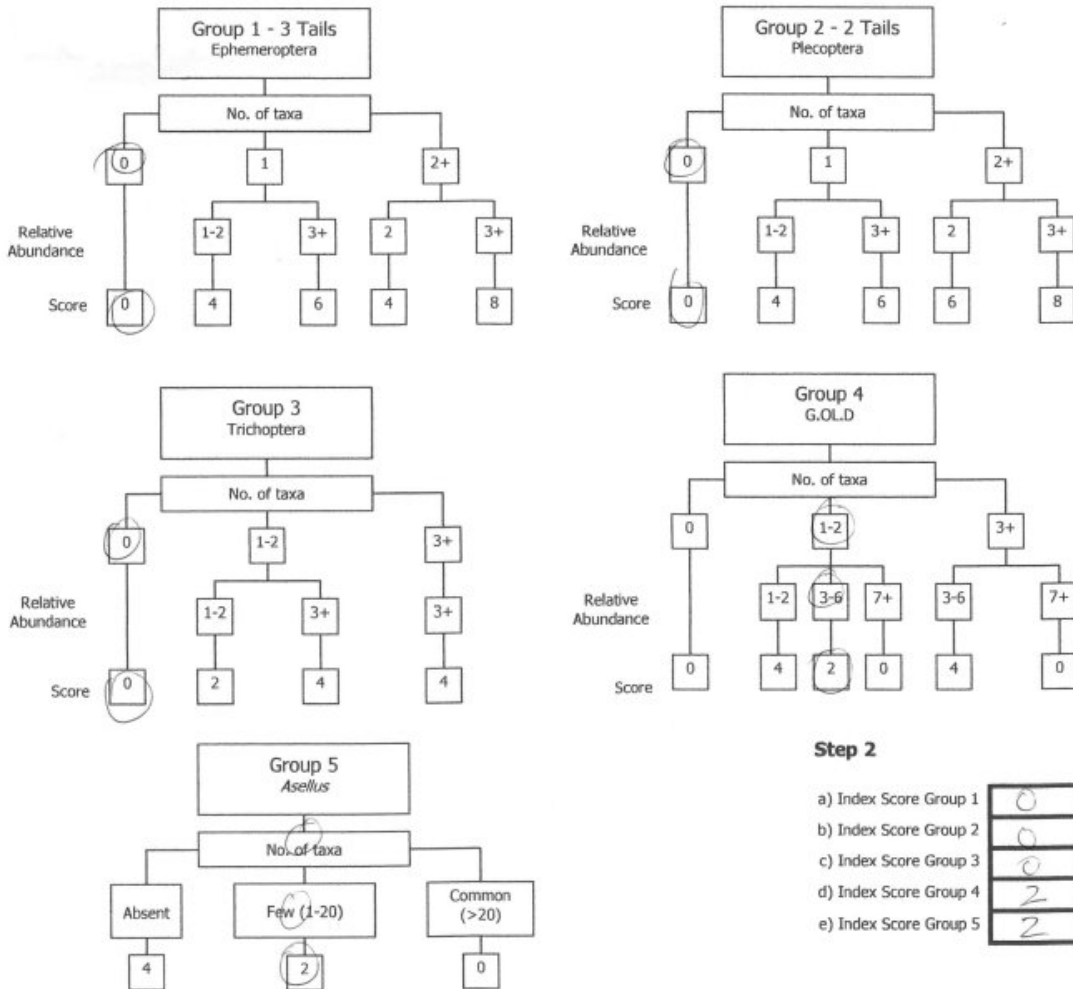 Group 1 - 3 Tails
Ephemeroptera
No. of taxa
0 1 2+
Relative Abundance
1-2 3+ 2 3+
Score
0 4 6 4 8
Group 2 - 2 Tails
Plecoptera
No. of taxa
0 1 2+
Relative Abundance
1-2 3+ 2 3+
Score
0 4 6 6 8
Group 3
Trichoptera
No. of taxa
0 1-2 3+
Relative Abundance
1-2 3+ 3+
Score
0 2 4 4
Group 4
G.OL.D
No. of taxa
0 1-2 3+
Relative Abundance
1-2 3-6 7+ 3-6 7+
Score
0 4 2 0 4 0
Group 5
Asellus
No. of taxa
Absent Few (1-20) Common (>20)
4 2 0
Step 2
a) Index Score Group 1 0
b) Index Score Group 2 0
c) Index Score Group 3 0
d) Index Score Group 4 2
e) Index Score Group 5 2